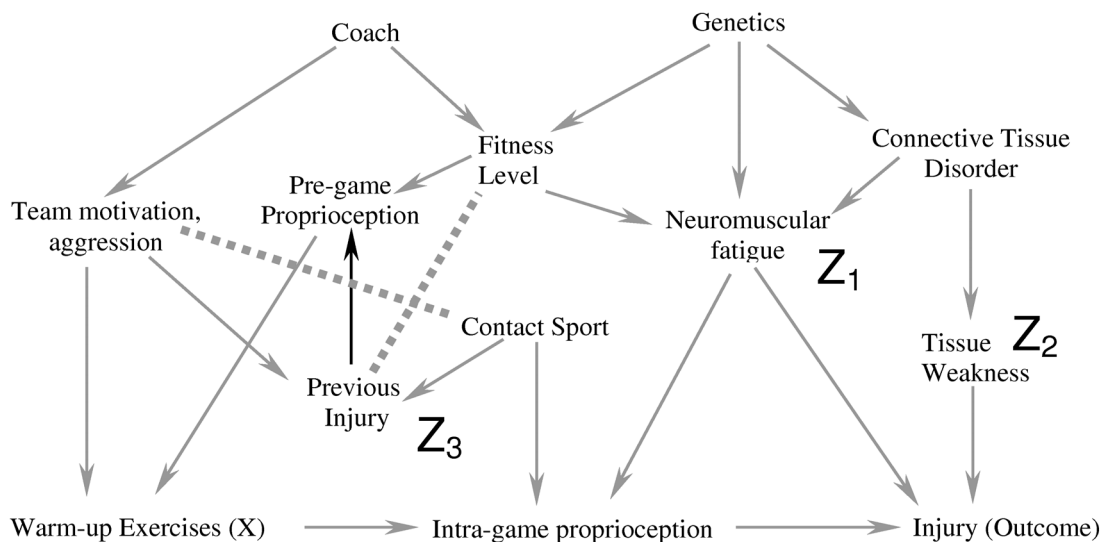 Coach
Genetics
Fitness
Level
Connective Tissue
Disorder
Pre-game
Proprioception
Team motivation,
aggression
Neuromuscular
fatigue
Z1
Contact Sport
Tissue
Weakness
Z2
Previous
Injury
Z3
Warm-up Exercises (X)
Intra-game proprioception
Injury (Outcome)